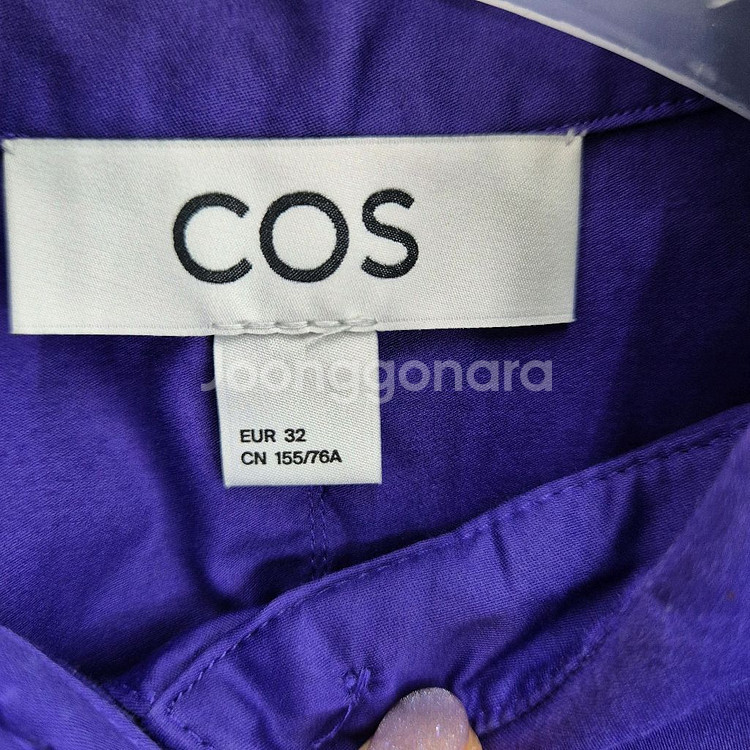 COS
Joonggonara
EUR 32
CN 155/76A